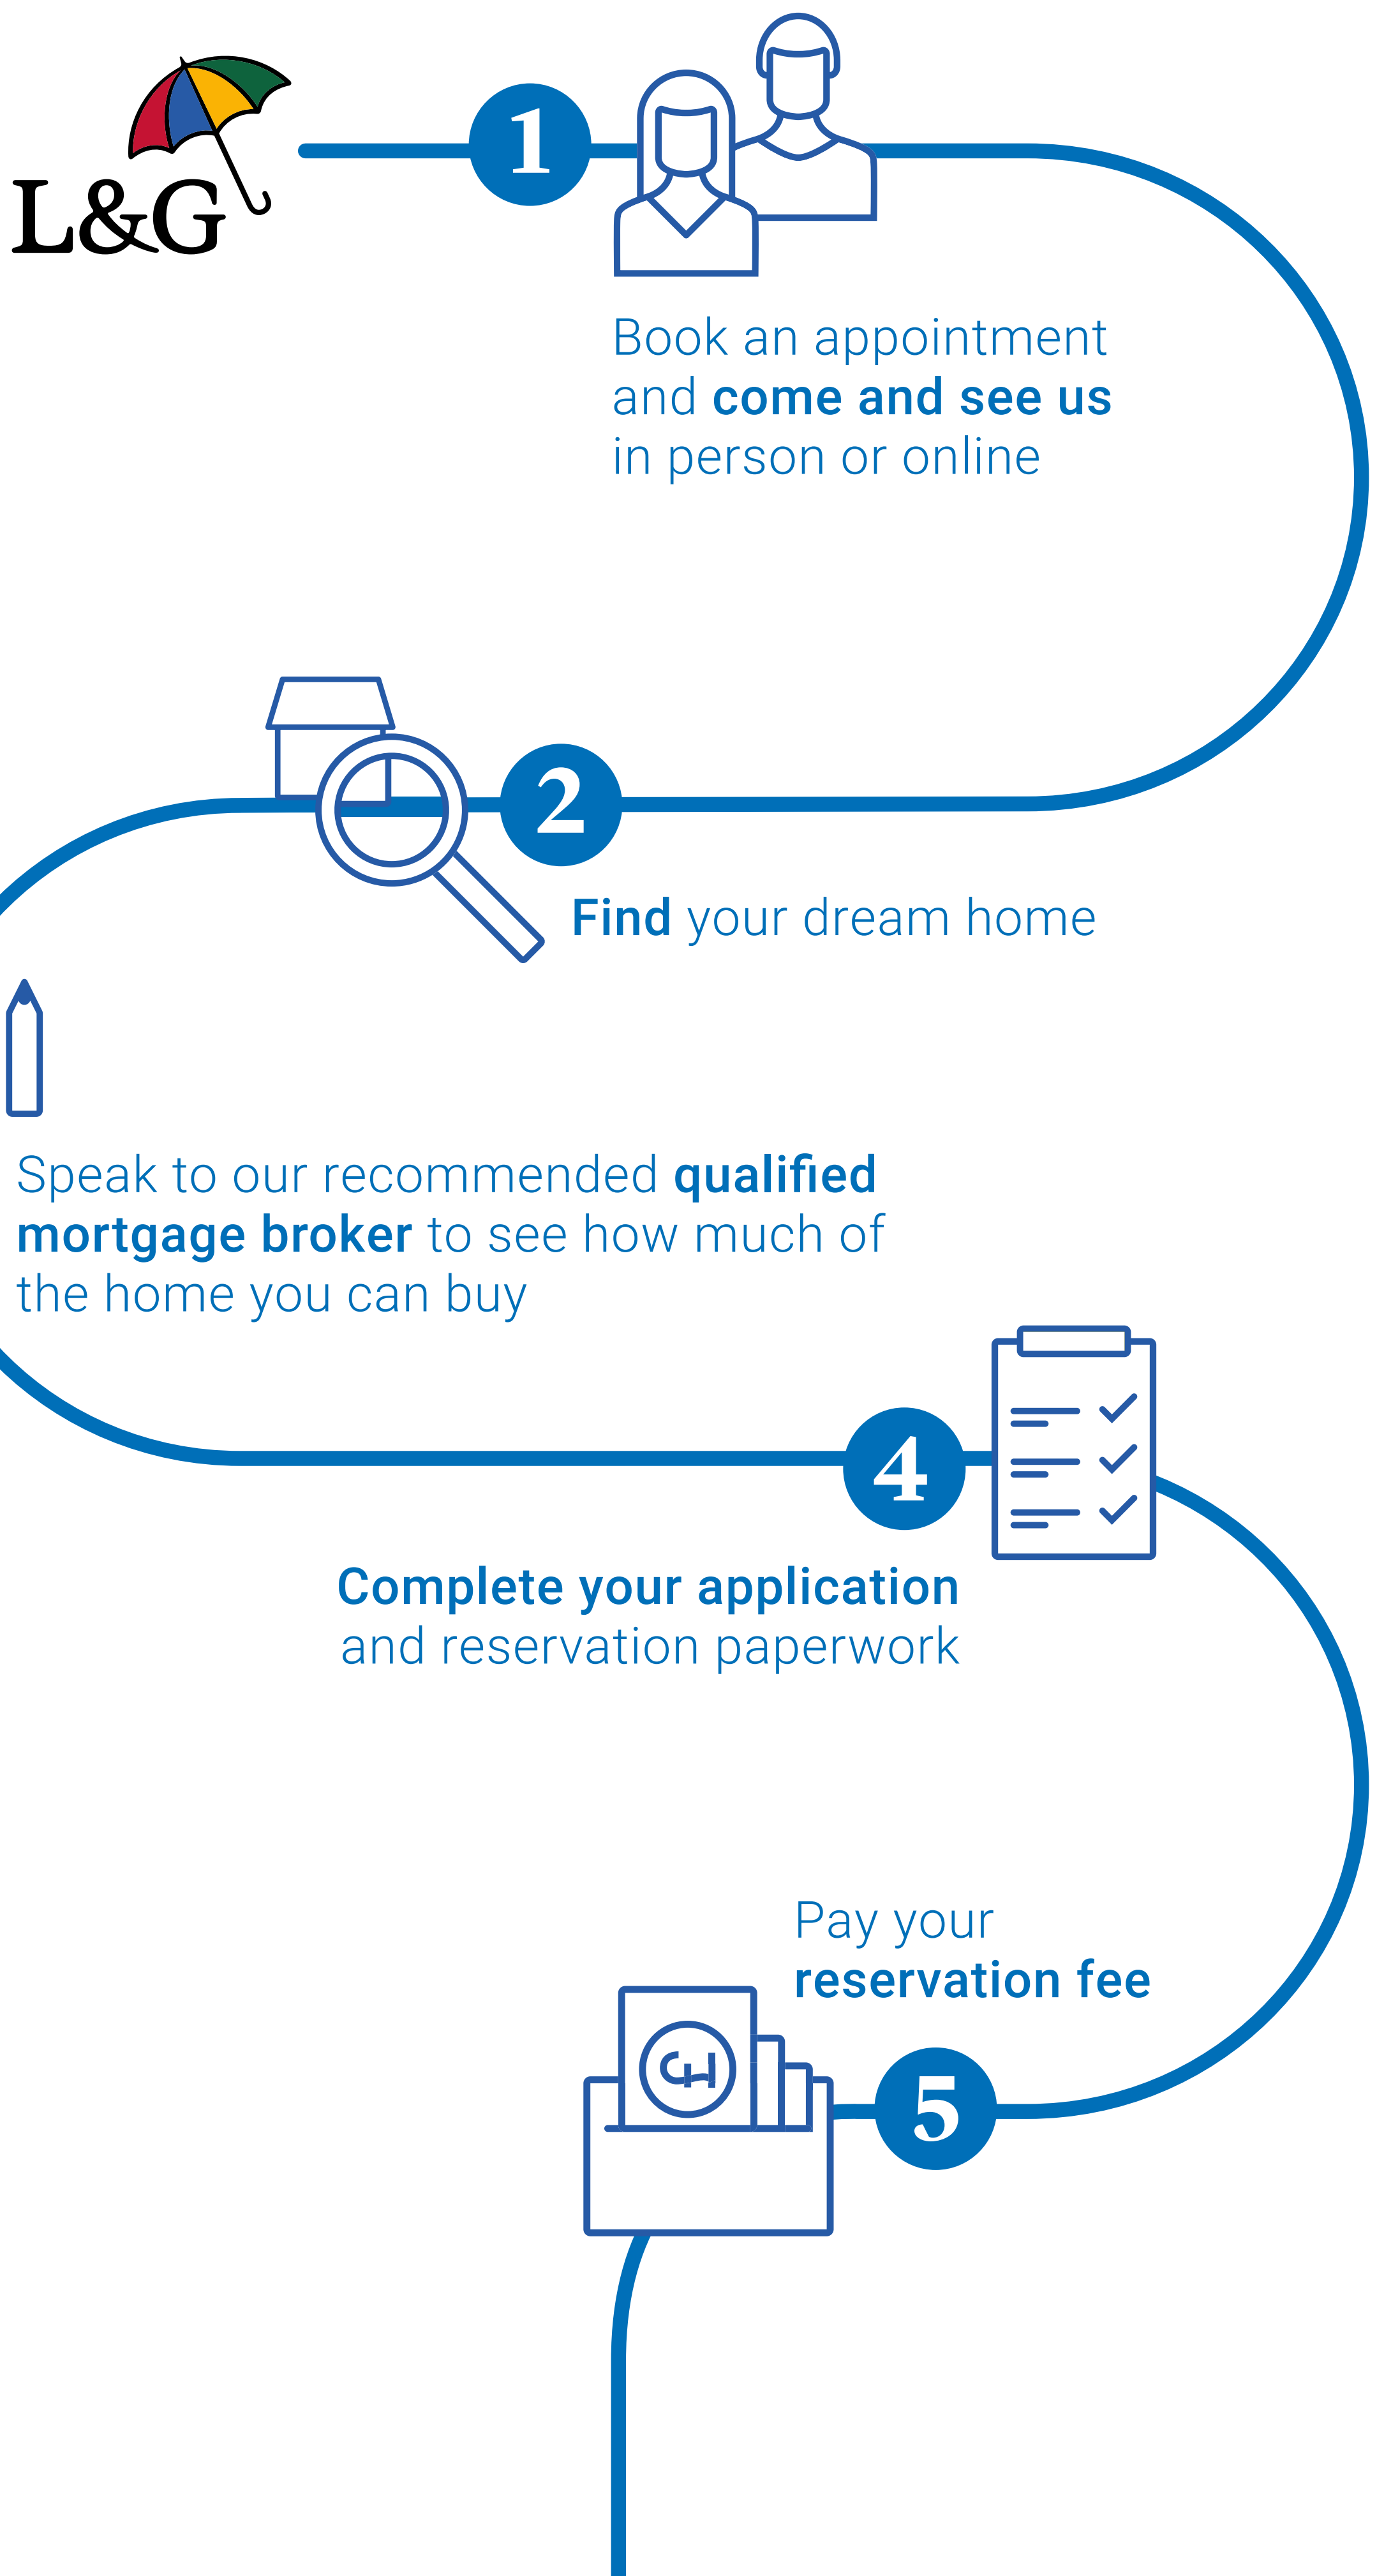 L&G
1
Book an appointment
and come and see us
in person or online
2
Find your dream home
Speak to our recommended qualified
mortgage broker to see how much of
the home you can buy
4
Complete your application
and reservation paperwork
Pay your
reservation fee
5